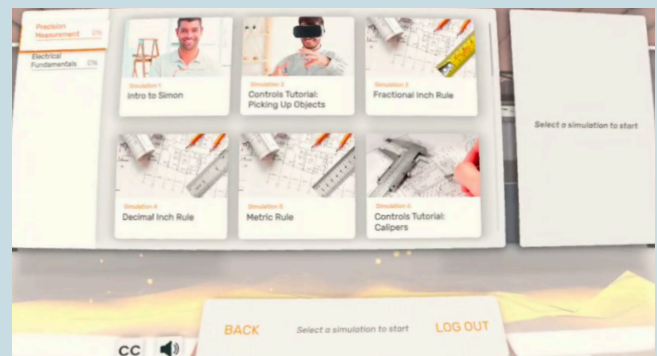 Precision
Measurement 0%
Electrical
Fundamentals 0%
Simulation 1
Intro to Simon
Simulation 2
Controls Tutorial:
Picking Up Objects
Simulation 3
Fractional Inch Rule
Simulation 4
Decimal Inch Rule
Simulation 5
Metric Rule
Simulation 6
Controls Tutorial:
Calipers
Select a simulation to start
BACK
Select a simulation to start
LOG OUT
CC